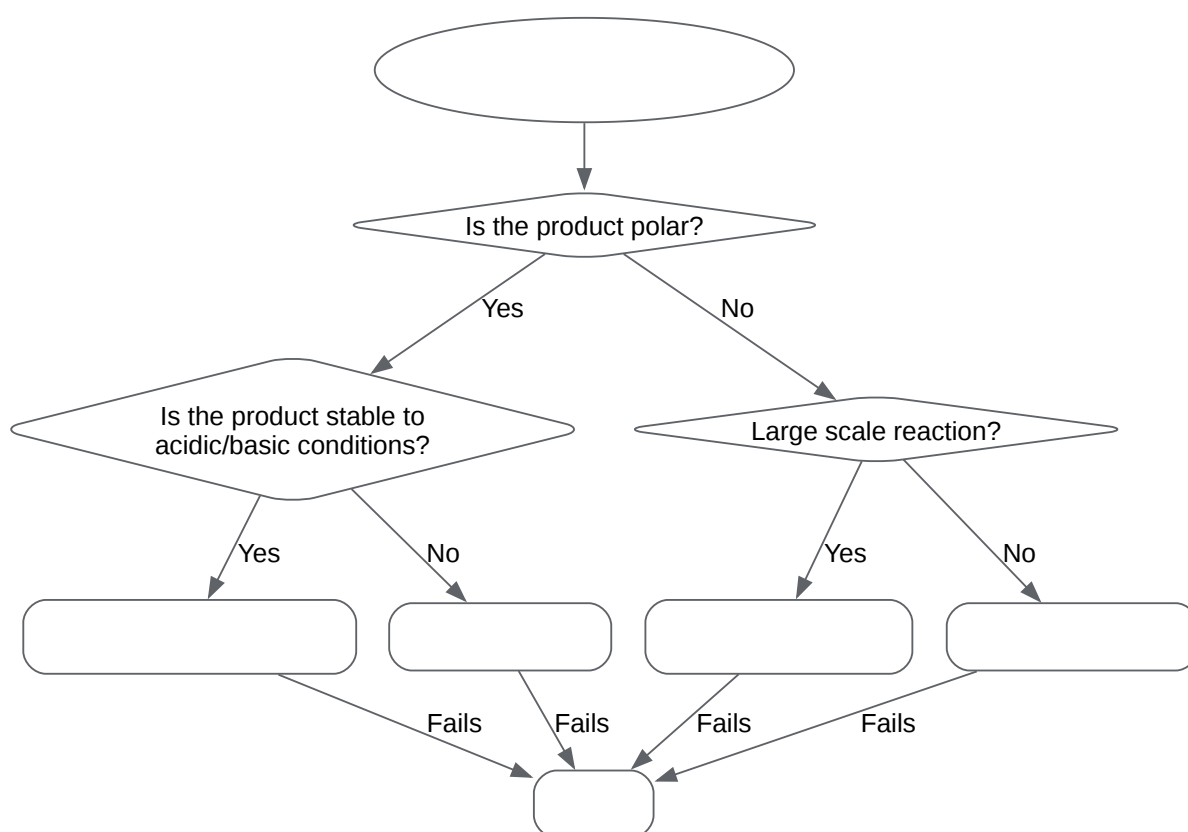 Is the product polar?
Yes
No
Is the product stable to
acidic/basic conditions?
Large scale reaction?
Yes
No
Yes
No
Fails
Fails
Fails
Fails